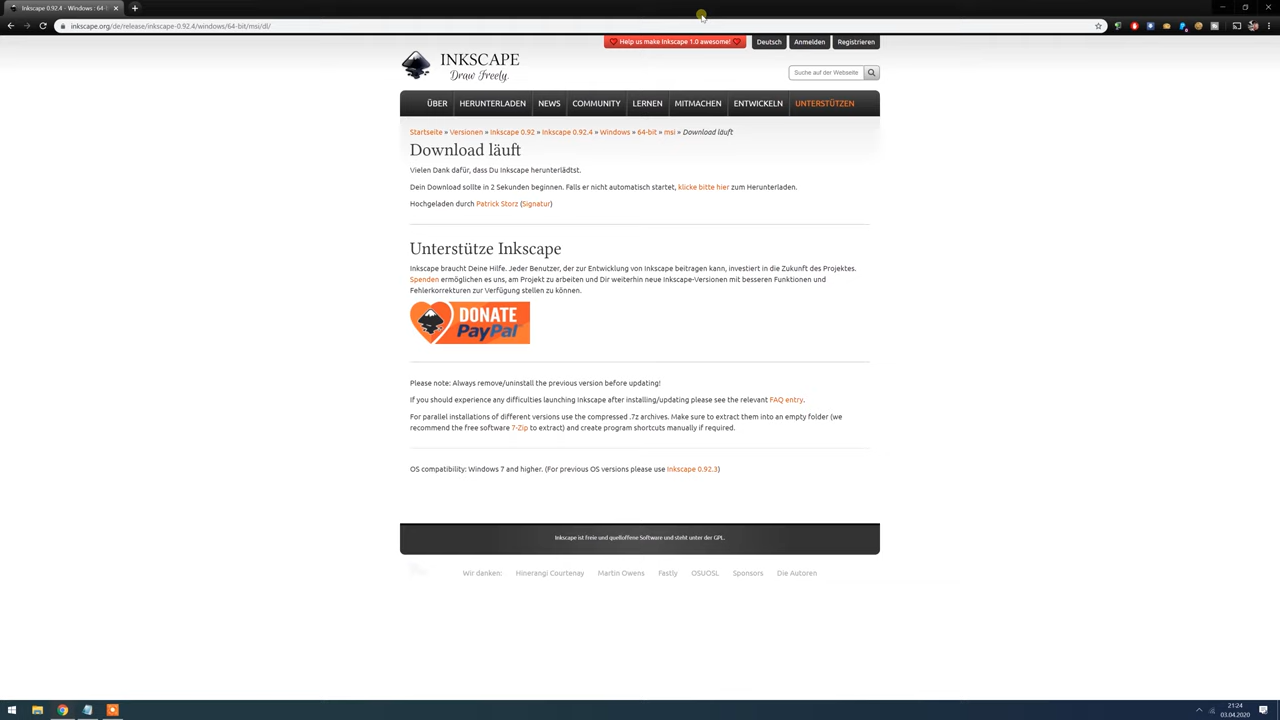 Inkscape 0.92.4 - Windows : 64-b
inkscape.org/de/release/inkscape-0.92.4/windows/64-bit/msi/dl/
Help us make Inkscape 1.0 awesome!
Deutsch
Anmelden
Registrieren
INKSCAPE
Draw Freely.
Suche auf der Webseite
ÜBER
HERUNTERLADEN
NEWS
COMMUNITY
LERNEN
MITMACHEN
ENTWICKELN
UNTERSTÜTZEN
Startseite » Versionen » Inkscape 0.92 » Inkscape 0.92.4 » Windows » 64-bit » msi » Download läuft
Download läuft
Vielen Dank dafür, dass Du Inkscape herunterlädtst.
Dein Download sollte in 2 Sekunden beginnen. Falls er nicht automatisch startet, klicke bitte hier zum Herunterladen.
Hochgeladen durch Patrick Storz (Signatur)
Unterstütze Inkscape
Inkscape braucht Deine Hilfe. Jeder Benutzer, der zur Entwicklung von Inkscape beitragen kann, investiert in die Zukunft des Projektes.
Spenden ermöglichen es uns, am Projekt zu arbeiten und Dir weiterhin neue Inkscape-Versionen mit besseren Funktionen und
Fehlerkorrekturen zur Verfügung stellen zu können.
DONATE
PayPal
Please note: Always remove/uninstall the previous version before updating!
If you should experience any difficulties launching Inkscape after installing/updating please see the relevant FAQ entry.
For parallel installations of different versions use the compressed .7z archives. Make sure to extract them into an empty folder (we
recommend the free software 7-Zip to extract) and create program shortcuts manually if required.
OS compatibility: Windows 7 and higher. (For previous OS versions please use Inkscape 0.92.3)
Inkscape ist Freie und quelloffene Software und steht unter der GPL.
Wir danken:
Hinerangi Courtenay
Martin Owens
Fastly
OSUOSL
Sponsors
Die Autoren
21:24
03.04.2020